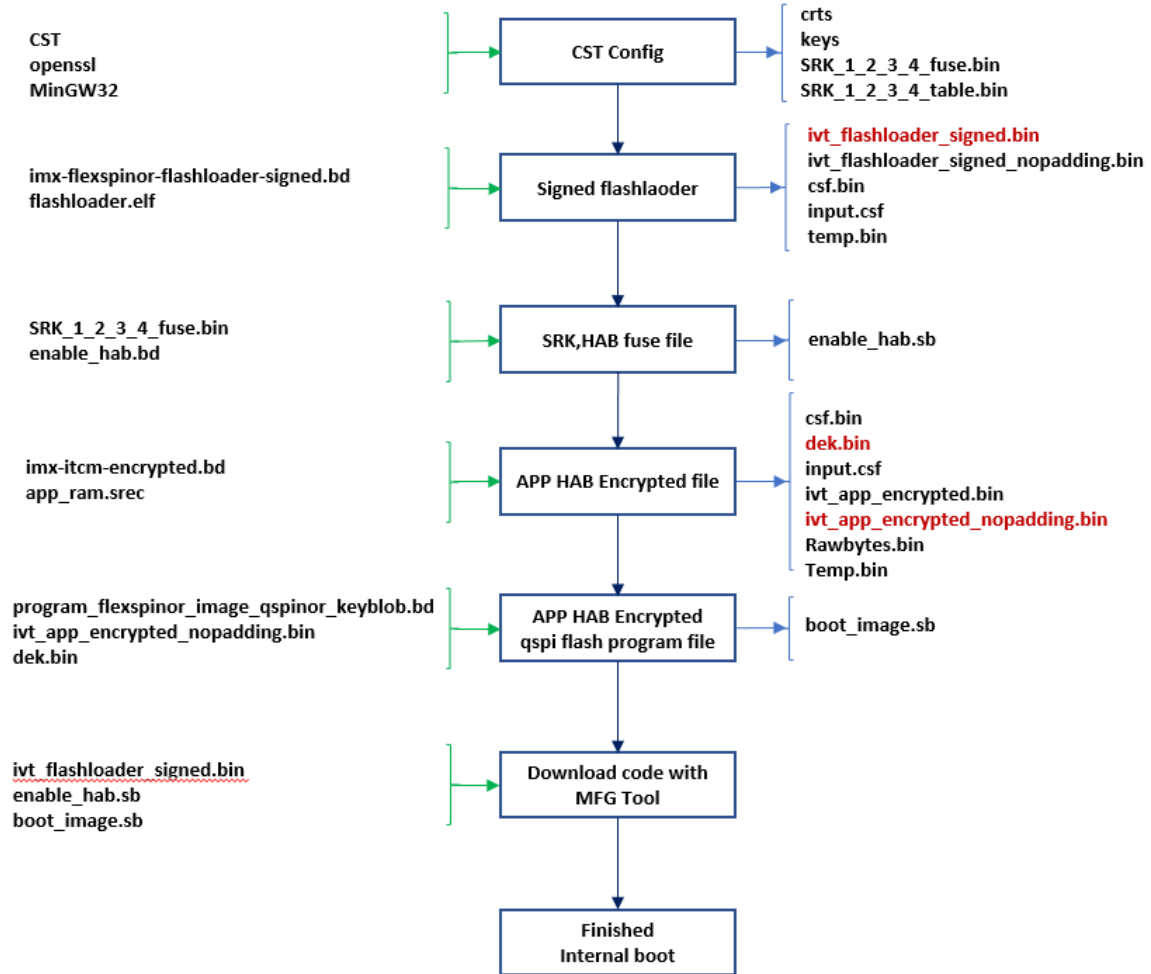 CST
openssl
MinGW32
CST Config
crts
keys
SRK_1_2_3_4_fuse.bin
SRK_1_2_3_4_table.bin
imx-flexspinor-flashloader-signed.bd
flashloader.elf
Signed flashlaoder
ivt_flashloader_signed.bin
ivt_flashloader_signed_nopadding.bin
csf.bin
input.csf
temp.bin
SRK_1_2_3_4_fuse.bin
enable_hab.bd
SRK,HAB fuse file
enable_hab.sb
imx-itcm-encrypted.bd
app_ram.srec
APP HAB Encrypted file
csf.bin
dek.bin
input.csf
ivt_app_encrypted.bin
ivt_app_encrypted_nopadding.bin
Rawbytes.bin
Temp.bin
program_flexspinor_image_qspinor_keyblob.bd
ivt_app_encrypted_nopadding.bin
dek.bin
APP HAB Encrypted
qspi flash program file
boot_image.sb
ivt_flashloader_signed.bin
enable_hab.sb
boot_image.sb
Download code with
MFG Tool
Finished
Internal boot